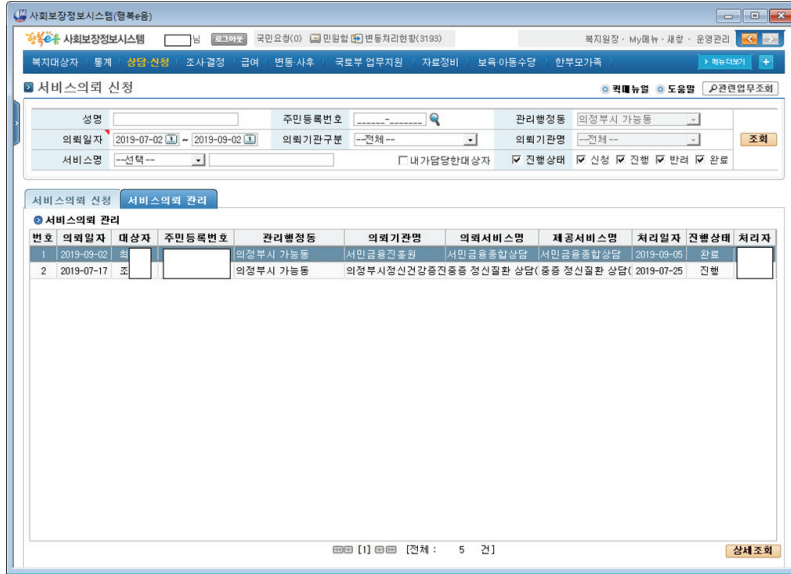 사회보장정보시스템(행복e음)
행복e음 사회보장정보시스템 님 로그아웃 국민요청(0) 민원함 변동처리현황(3193) 복지원장 · My메뉴 · 새창 · 운영관리
복지대상자 통계 상담·신청 조사·결정 급여 변동·사후 국토부 업무지원 자료정비 보육·아동수당 한부모가족 > 메뉴더보기 +
서비스의뢰 신청 퀵매뉴얼 도움말 관련업무조회
성명 주민등록번호 ______-_______ 관리행정동 의정부시 가능동
의뢰일자 2019-07-02 ~ 2019-09-02 의뢰기관구분 --전체-- 의뢰기관명 --전체-- 조회
서비스명 --선택-- 내가담당한대상자 진행상태 신청 진행 반려 완료
서비스의뢰 신청 서비스의뢰 관리
서비스의뢰 관리
번호 의뢰일자 대상자 주민등록번호 관리행정동 의뢰기관명 의뢰서비스명 제공서비스명 처리일자 진행상태 처리자
1 2019-09-02 최 의정부시 가능동 서민금융진흥원 서민금융종합상담 서민금융종합상담 2019-09-05 완료
2 2019-07-17 조 의정부시 가능동 의정부시정신건강증진 중증 정신질환 상담( 중증 정신질환 상담( 2019-07-25 진행
[1] [전체 : 5 건]
상세조회